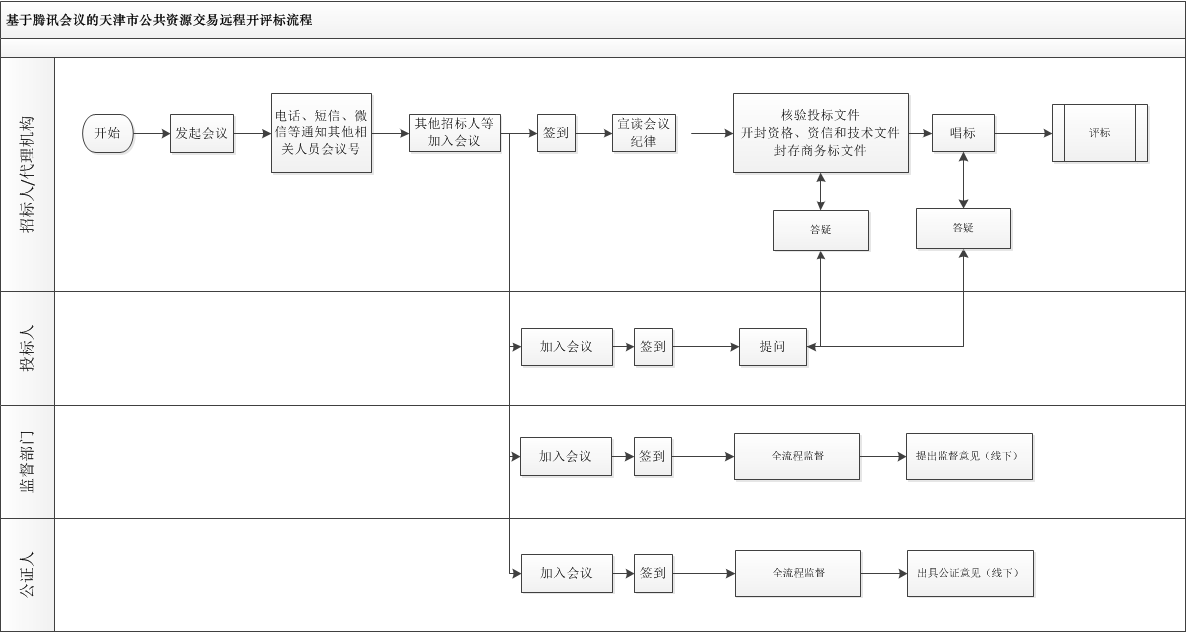 基于腾讯会议的天津市公共资源交易远程开评标流程
招标人/代理机构
开始
发起会议
电话、短信、微
信等通知其他相
关人员会议号
其他招标人等
加入会议
签到
宣读会议
纪律
核验投标文件
开封资格、资信和技术文件
封存商务标文件
唱标
评标
答疑
答疑
投标人
加入会议
签到
提问
监督部门
加入会议
签到
全流程监督
提出监督意见（线下）
公证人
加入会议
签到
全流程监督
出具公证意见（线下）